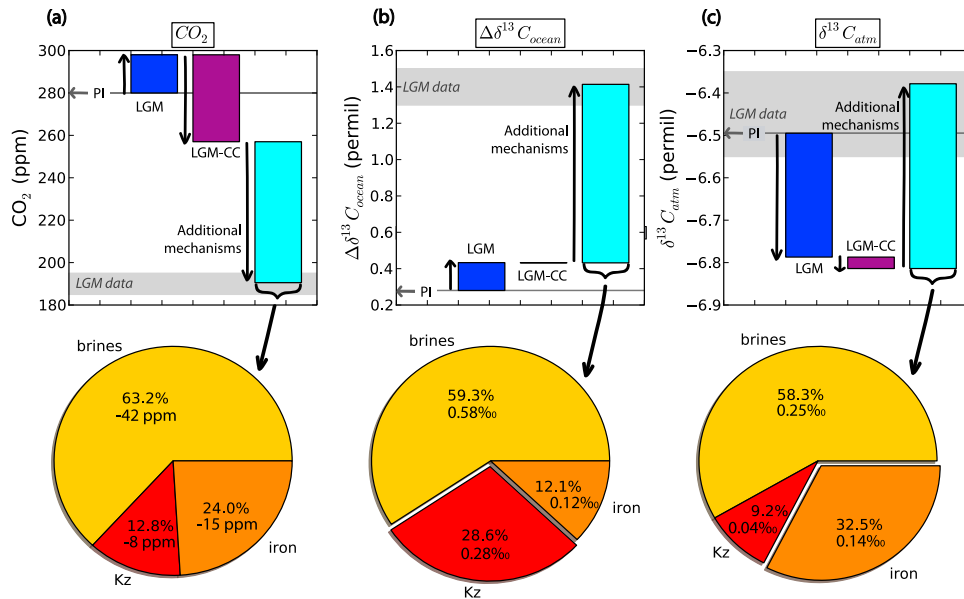 (a)
CO2
300
280
260
240
220
200
180
CO2 (ppm)
PI
LGM
LGM-CC
Additional
mechanisms
LGM data
(b)
Δδ13Cocean
1.6
1.4
1.2
1.0
0.8
0.6
0.4
0.2
Δδ13Cocean (permil)
LGM data
Additional
mechanisms
LGM
LGM-CC
PI
(c)
δ13Catm
−6.3
−6.4
−6.5
−6.6
−6.7
−6.8
−6.9
δ13Catm (permil)
LGM data
PI
Additional
mechanisms
LGM-CC
LGM
brines
63.2%
-42 ppm
12.8%
-8 ppm
24.0%
-15 ppm
Kz
iron
brines
59.3%
0.58‰
12.1%
0.12‰
28.6%
0.28‰
iron
Kz
brines
58.3%
0.25‰
9.2%
0.04‰
32.5%
0.14‰
Kz
iron